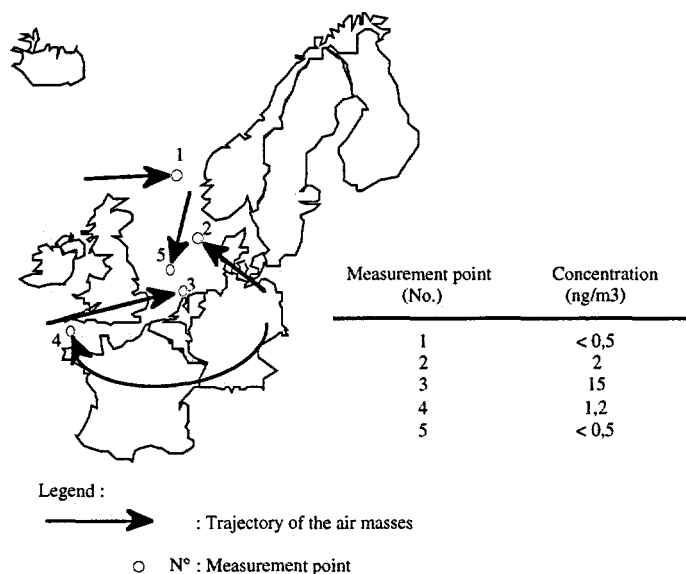 1
2
5
3
4
Measurement point Concentration
(No.) (ng/m3)
1 < 0,5
2 2
3 15
4 1,2
5 < 0,5
Legend :
: Trajectory of the air masses
N° : Measurement point